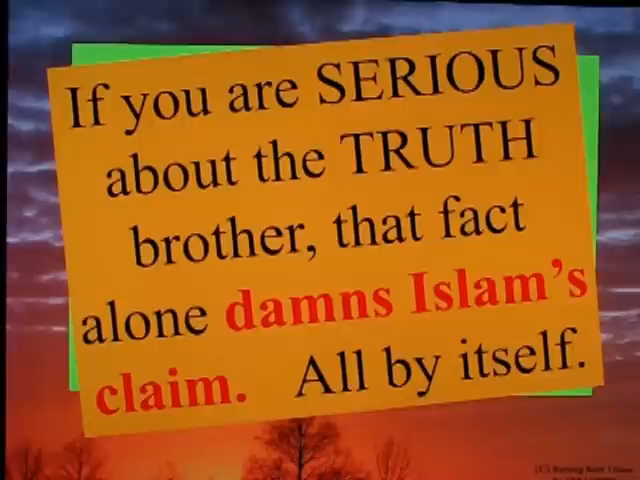 If you are SERIOUS
about the TRUTH
brother, that fact
alone damns Islam's
claim. All by itself.